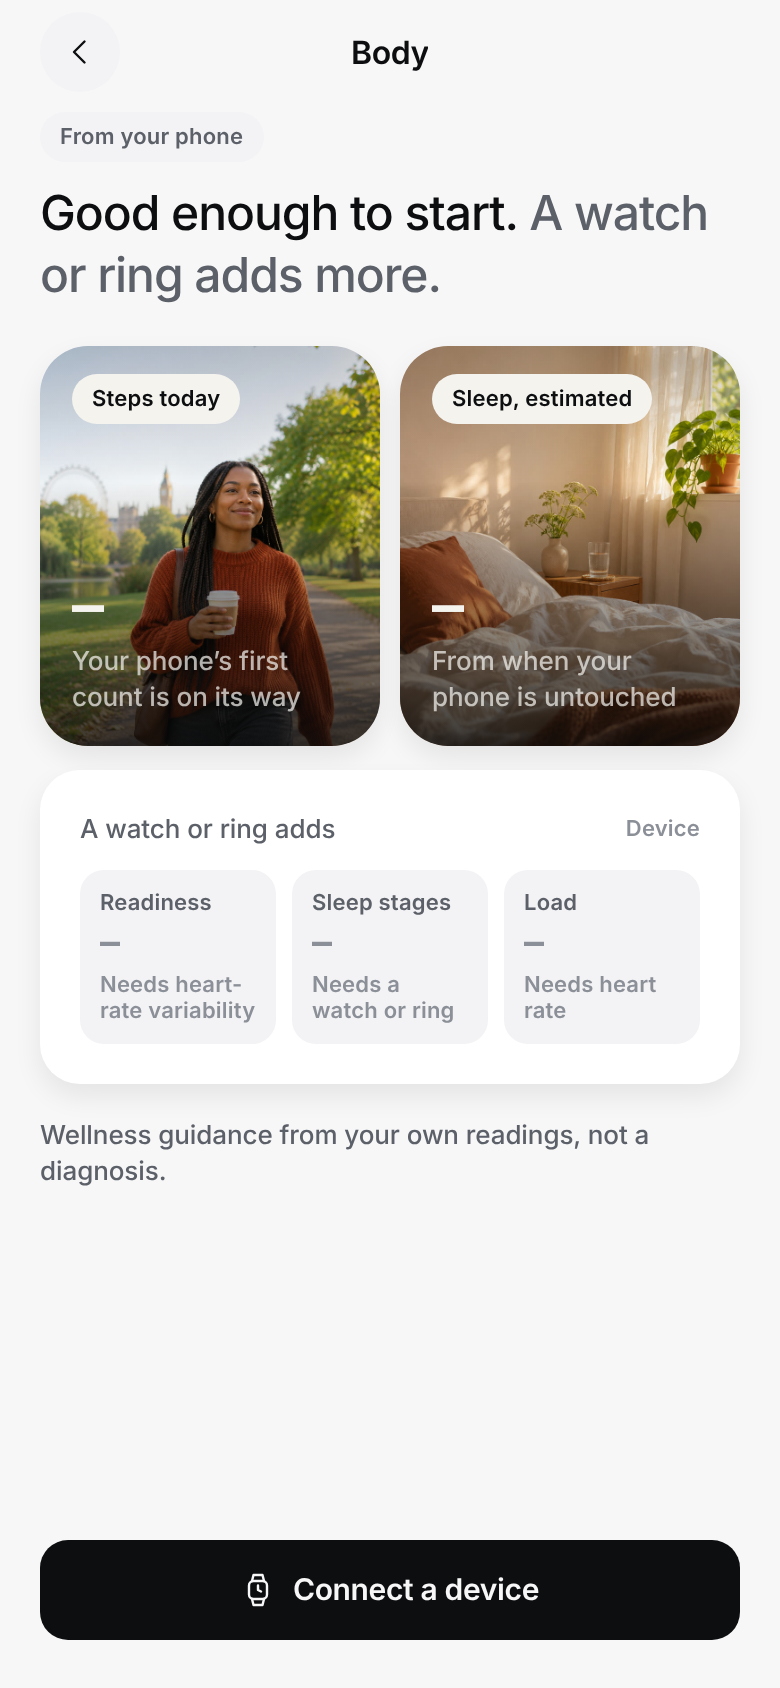 Body
From your phone
Good enough to start. A watch
or ring adds more.
Steps today
–
Your phone’s first
count is on its way
Sleep, estimated
–
From when your
phone is untouched
A watch or ring adds
Device
Readiness
–
Needs heart-
rate variability
Sleep stages
–
Needs a
watch or ring
Load
–
Needs heart
rate
Wellness guidance from your own readings, not a
diagnosis.
Connect a device